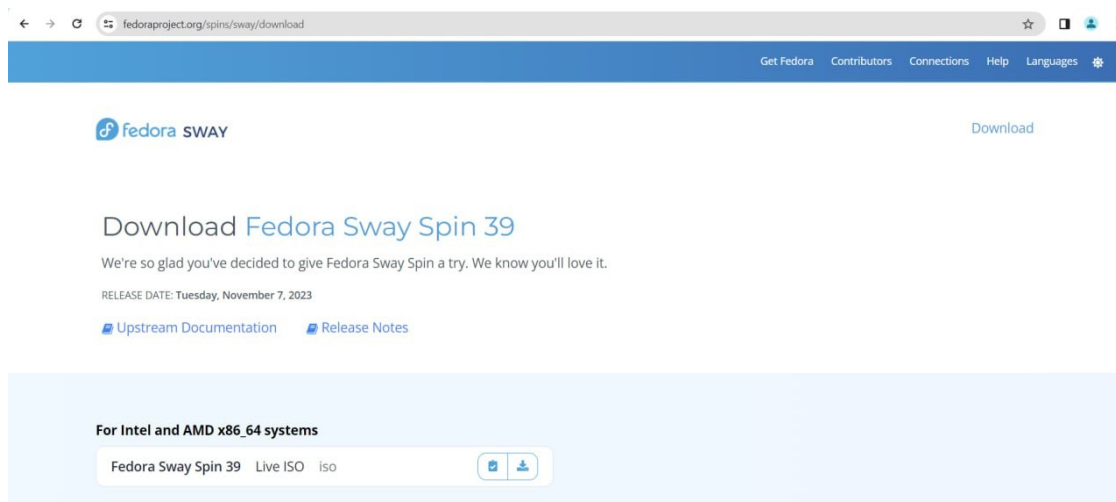 fedoraproject.org/spins/sway/download
Get Fedora Contributors Connections Help Languages
fedora SWAY
Download
Download Fedora Sway Spin 39
We're so glad you've decided to give Fedora Sway Spin a try. We know you'll love it.
RELEASE DATE: Tuesday, November 7, 2023
Upstream Documentation Release Notes
For Intel and AMD x86_64 systems
Fedora Sway Spin 39 Live ISO iso